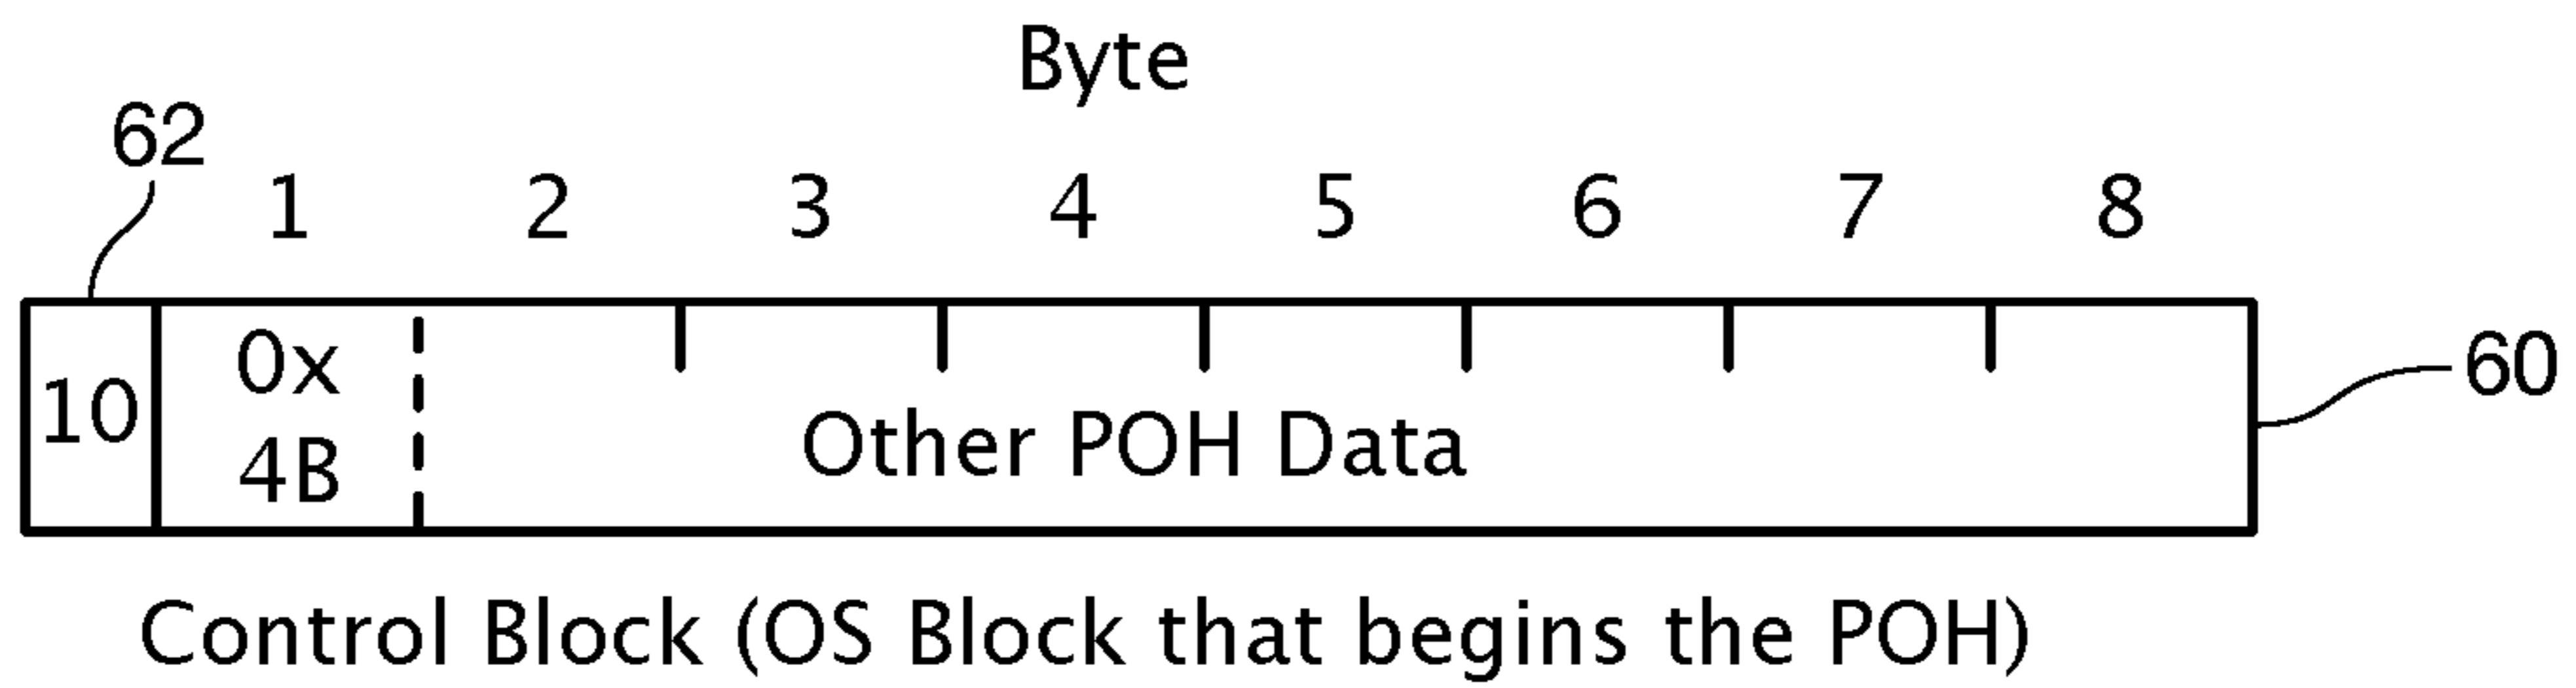 Byte
62
1 2 3 4 5 6 7 8
10
0x
4B
Other POH Data
60
Control Block (OS Block that begins the POH)